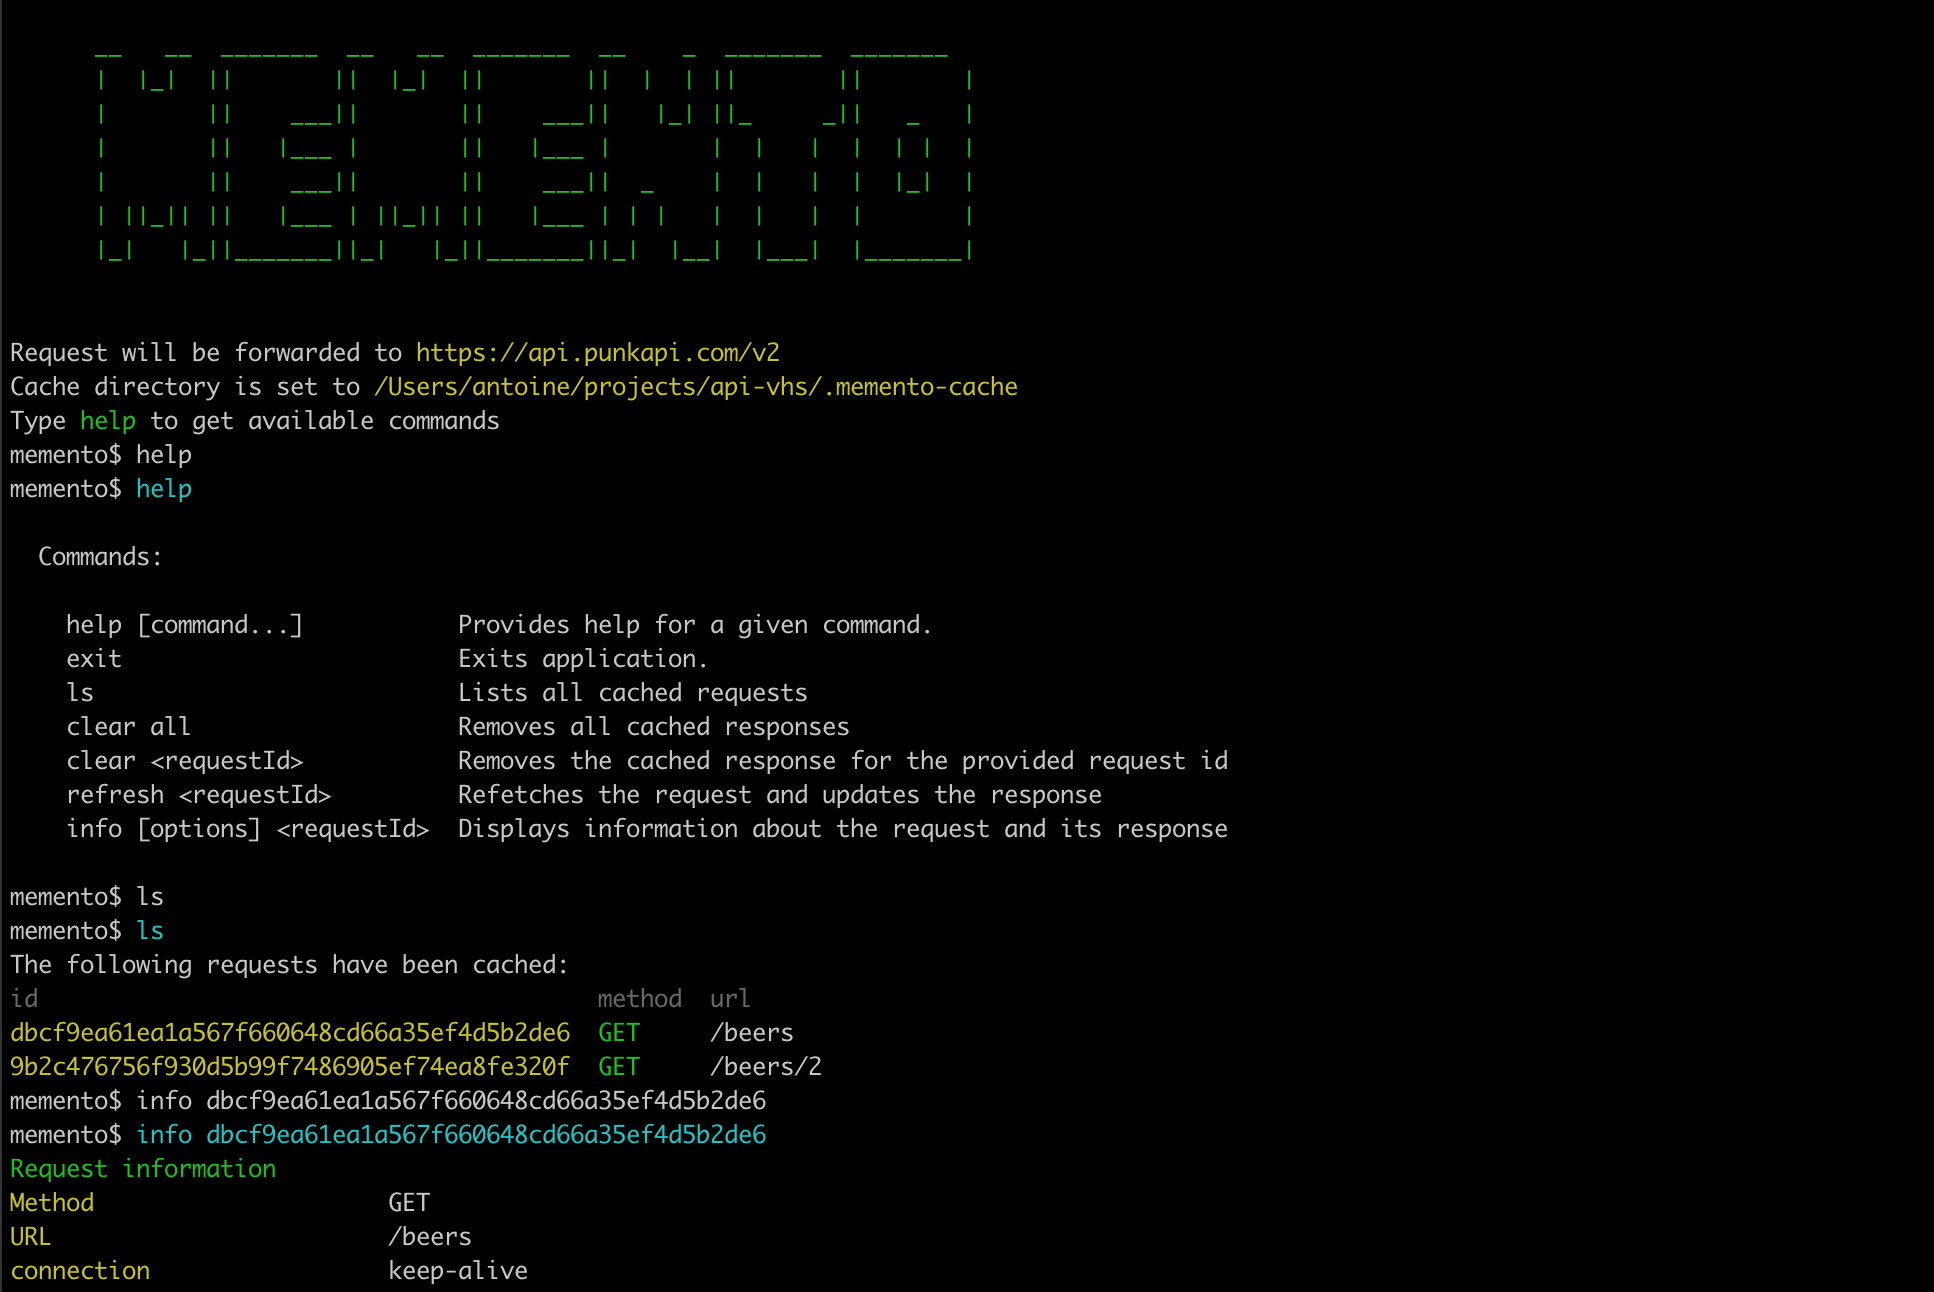 MEMENTO
Request will be forwarded to https://api.punkapi.com/v2
Cache directory is set to /Users/antoine/projects/api-vhs/.memento-cache
Type help to get available commands
memento$ help
memento$ help
Commands:
help [command...] Provides help for a given command.
exit Exits application.
ls Lists all cached requests
clear all Removes all cached responses
clear <requestId> Removes the cached response for the provided request id
refresh <requestId> Refetches the request and updates the response
info [options] <requestId> Displays information about the request and its response
memento$ ls
memento$ ls
The following requests have been cached:
id method url
dbcf9ea61ea1a567f660648cd66a35ef4d5b2de6 GET /beers
9b2c476756f930d5b99f7486905ef74ea8fe320f GET /beers/2
memento$ info dbcf9ea61ea1a567f660648cd66a35ef4d5b2de6
memento$ info dbcf9ea61ea1a567f660648cd66a35ef4d5b2de6
Request information
Method GET
URL /beers
connection keep-alive